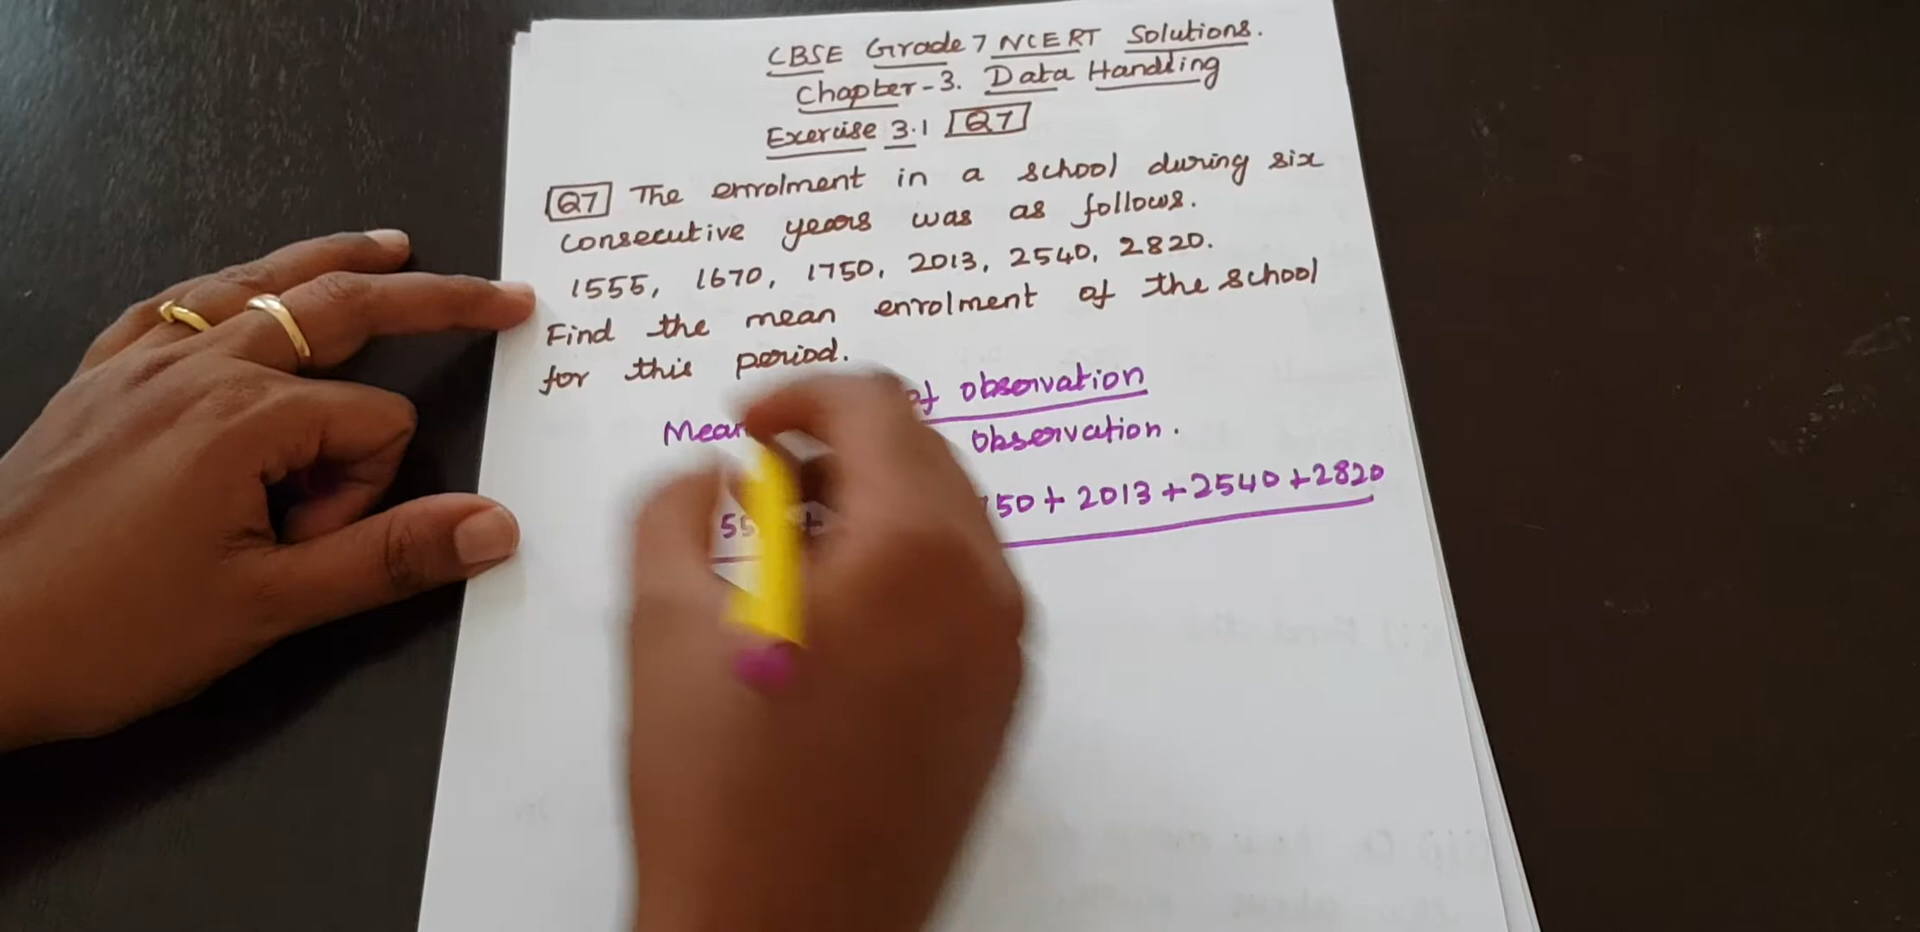 CBSE Grade 7 NCERT Solutions.
Chapter-3. Data Handling
Exercise 3.1 Q7
Q7 The enrolment in a school during six
consecutive years was as follows.
1555, 1670, 1750, 2013, 2540, 2820.
Find the mean enrolment of the school
for this period.
of observation
Mean
observation.
55 + 50 + 2013 + 2540 + 2820